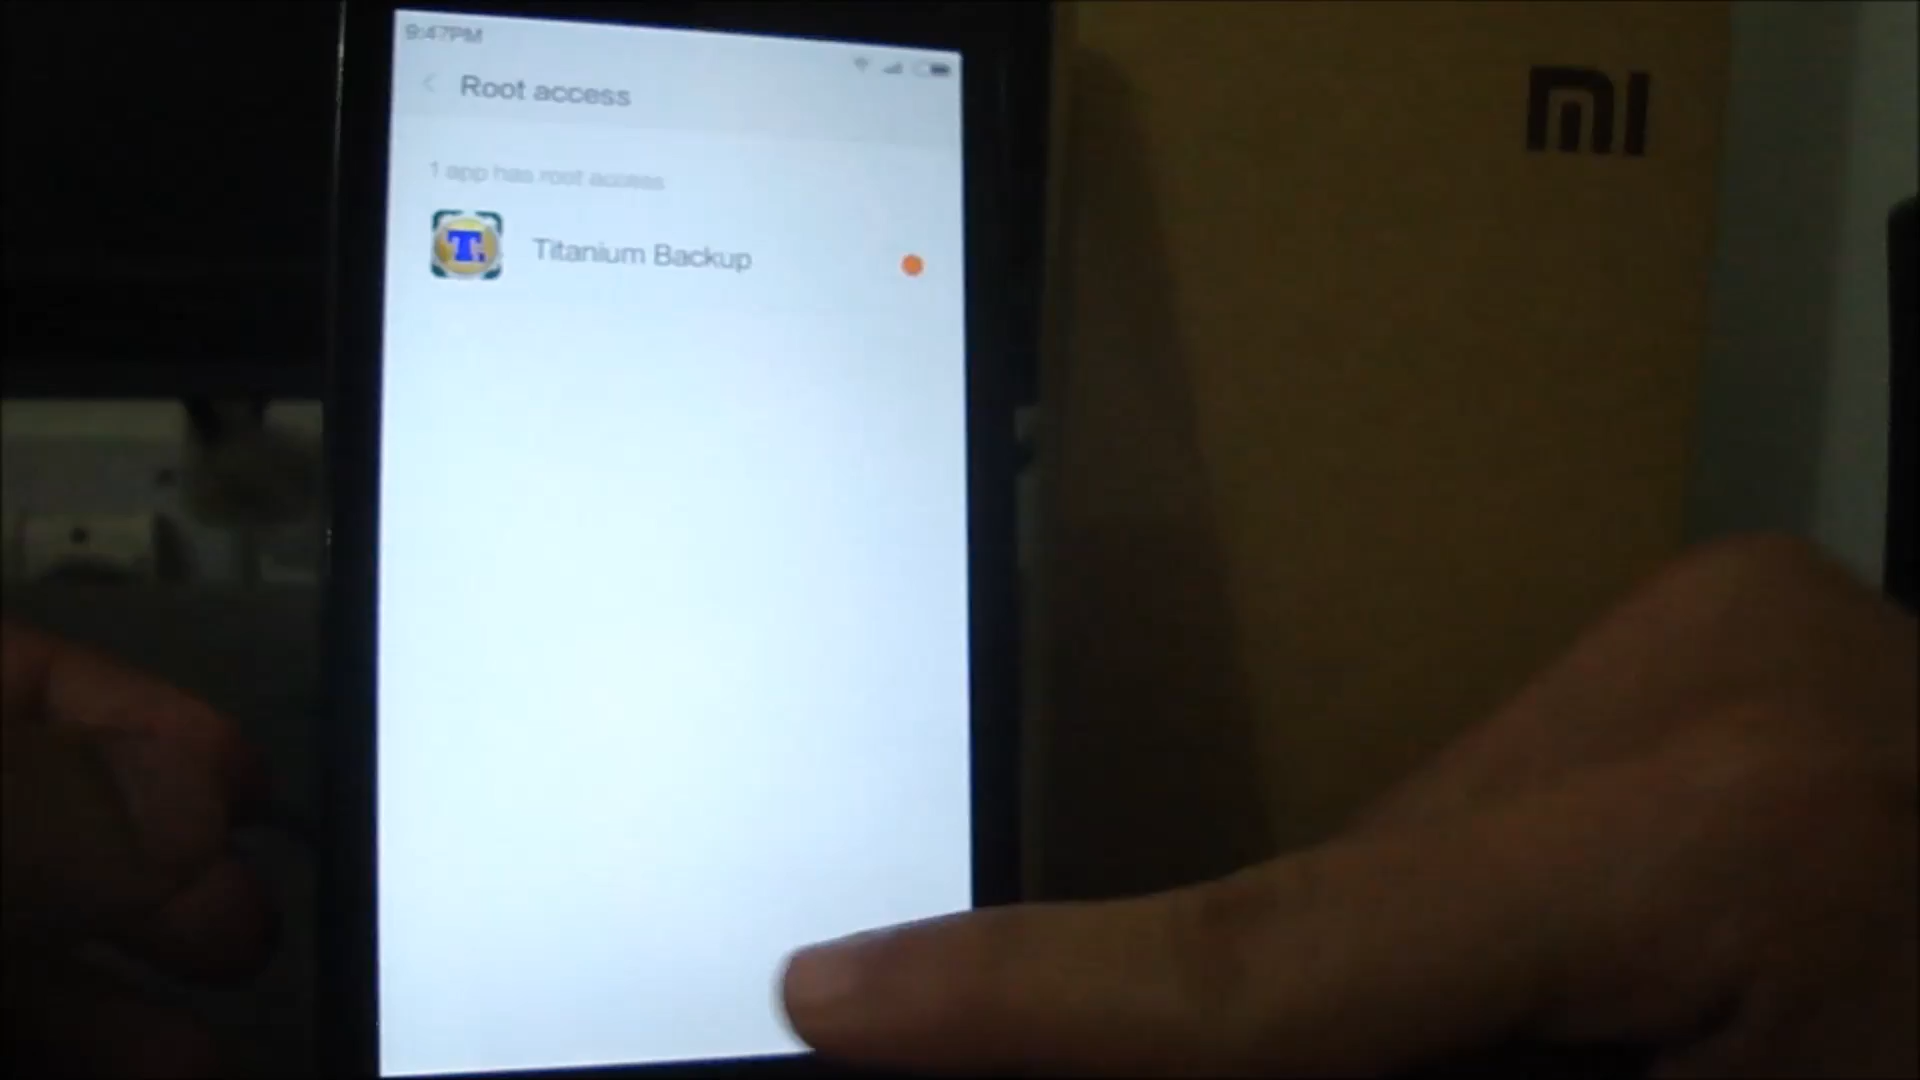 9:47PM
Root access
1 app has root access
T.
Titanium Backup
mi